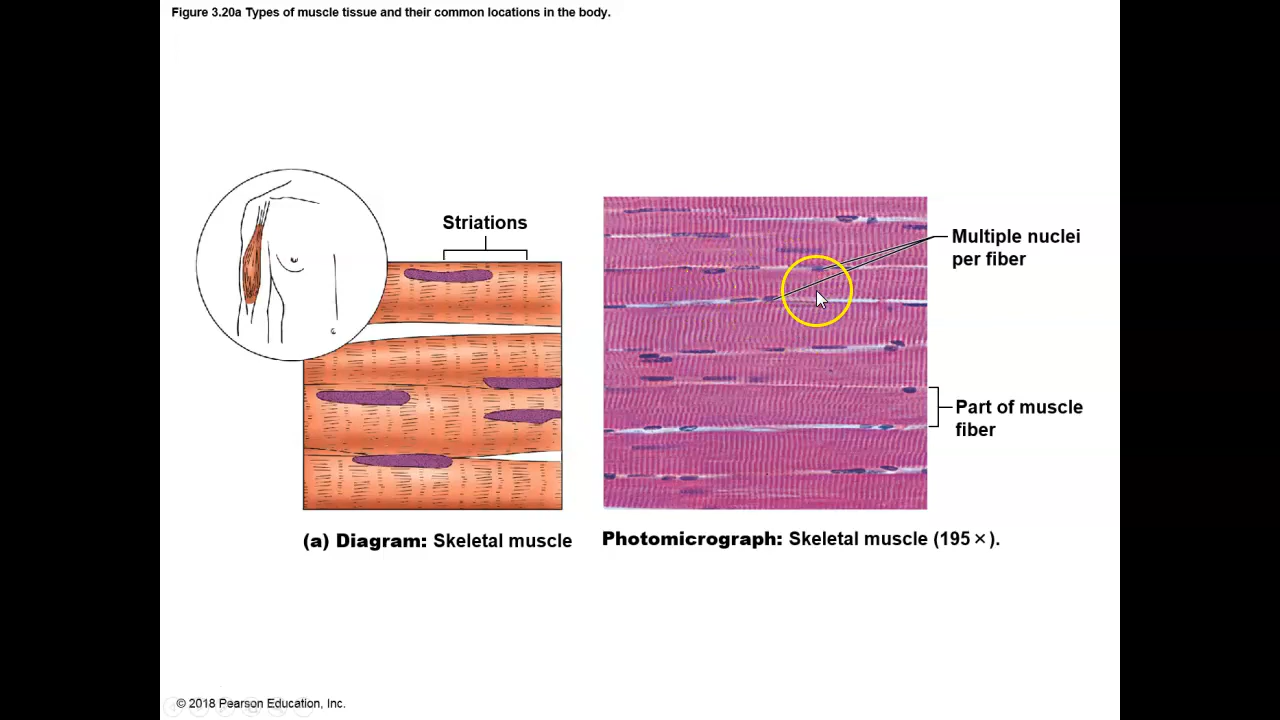 Figure 3.20a Types of muscle tissue and their common locations in the body.
Striations
Multiple nuclei
per fiber
Part of muscle
fiber
(a) Diagram: Skeletal muscle
Photomicrograph: Skeletal muscle (195×).
© 2018 Pearson Education, Inc.